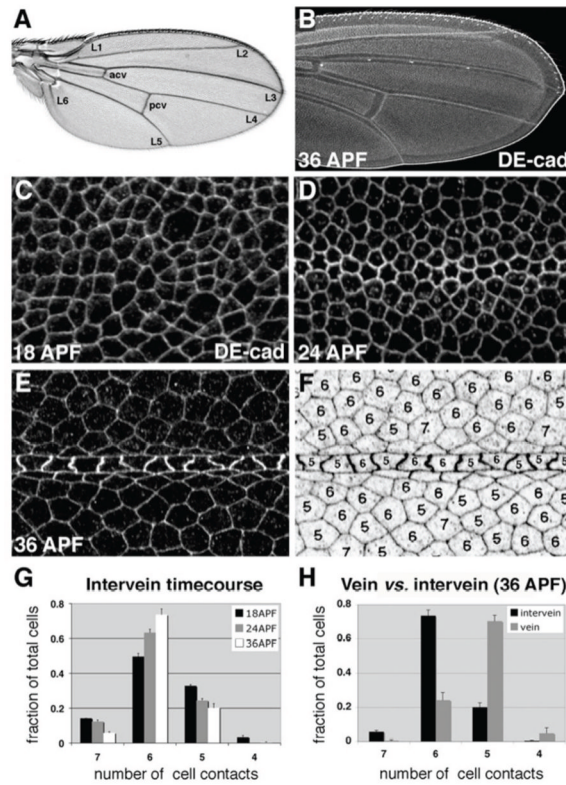 A
L1
L2
acv
L6
pcv
L3
L4
L5
B
36 APF
DE-cad
C
18 APF
DE-cad
D
24 APF
E
36 APF
F
G
Intervein timecourse
fraction of total cells
0.8
0.6
0.4
0.2
0
18APF
24APF
36APF
7 6 5 4
number of cell contacts
H
Vein vs. intervein (36 APF)
fraction of total cells
0.8
0.6
0.4
0.2
0
intervein
vein
7 6 5 4
number of cell contacts